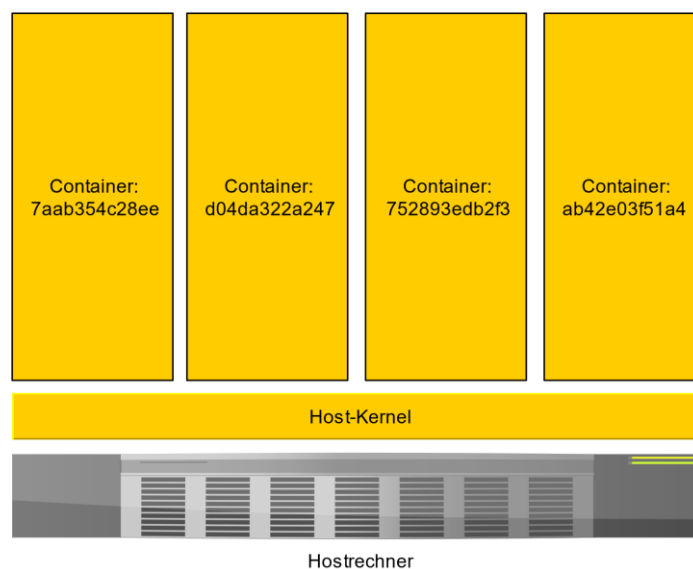 Container:
7aab354c28ee
Container:
d04da322a247
Container:
752893edb2f3
Container:
ab42e03f51a4
Host-Kernel
Hostrechner